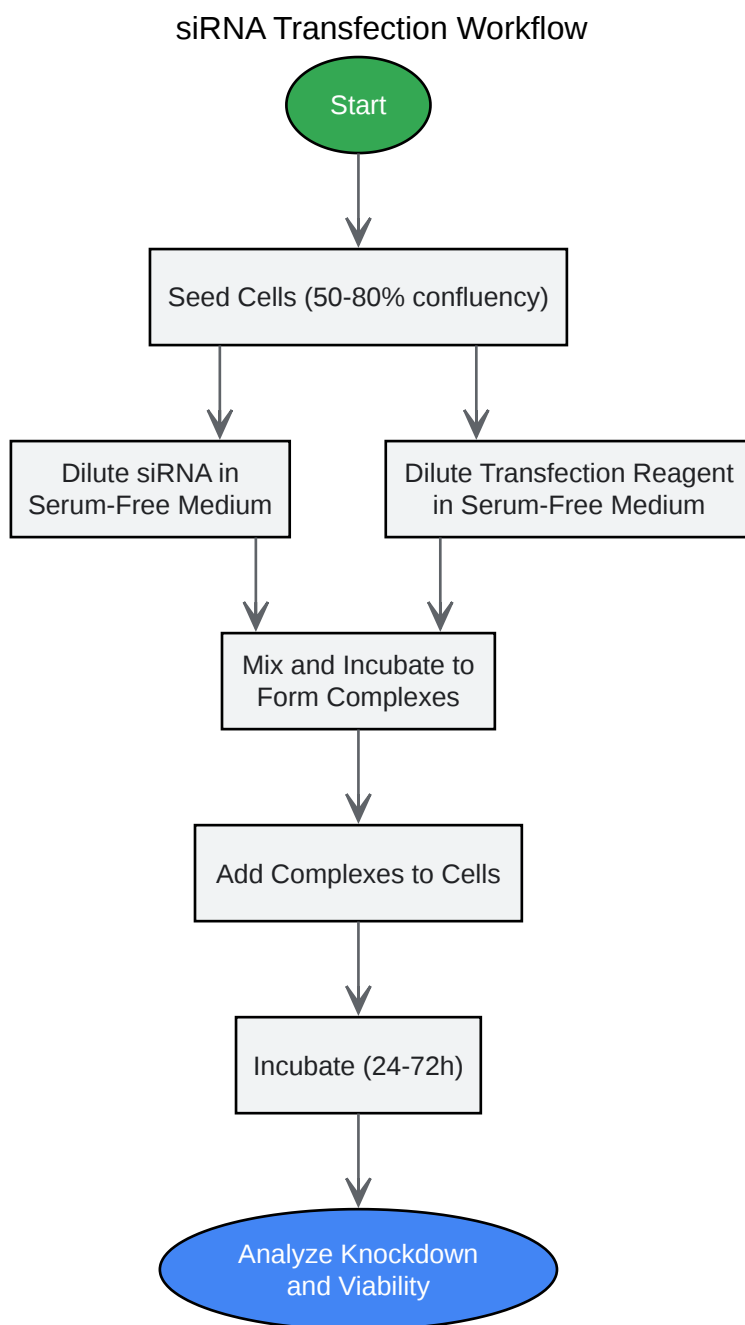 siRNA Transfection Workflow
Start
Seed Cells (50-80% confluency)
Dilute siRNA in
Serum-Free Medium
Dilute Transfection Reagent
in Serum-Free Medium
Mix and Incubate to
Form Complexes
Add Complexes to Cells
Incubate (24-72h)
Analyze Knockdown
and Viability